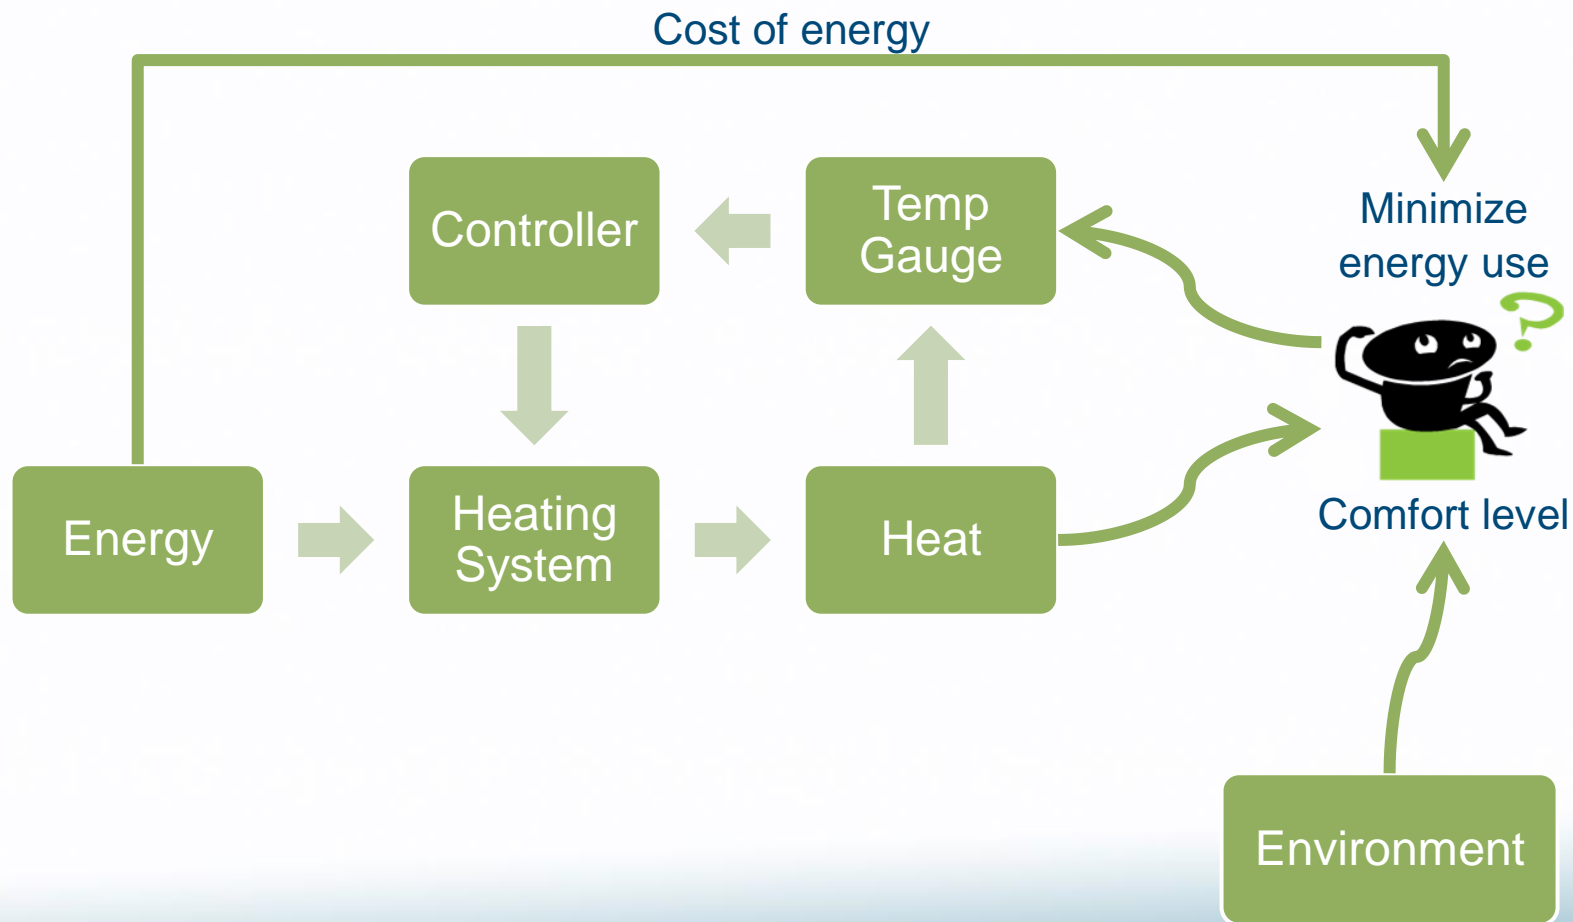 Cost of energy
Controller
Temp
Gauge
Minimize
energy use
Energy
Heating
System
Heat
Comfort level
Environment